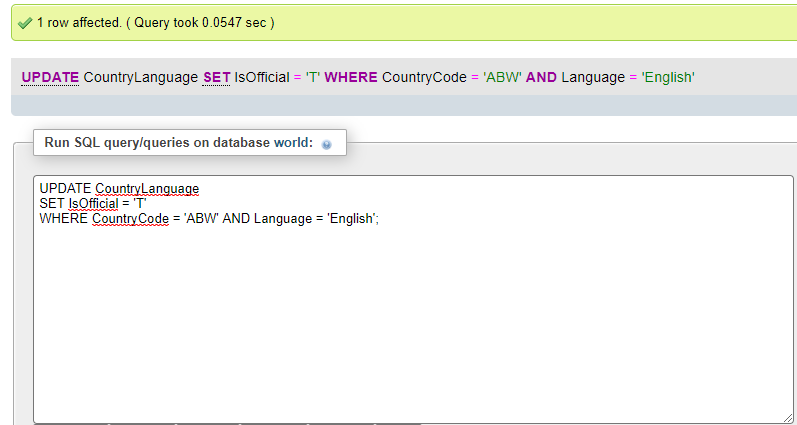 1 row affected. ( Query took 0.0547 sec )
UPDATE CountryLanguage SET IsOfficial = 'T' WHERE CountryCode = 'ABW' AND Language = 'English'
Run SQL query/queries on database world:
UPDATE CountryLanguage
SET IsOfficial = 'T'
WHERE CountryCode = 'ABW' AND Language = 'English';